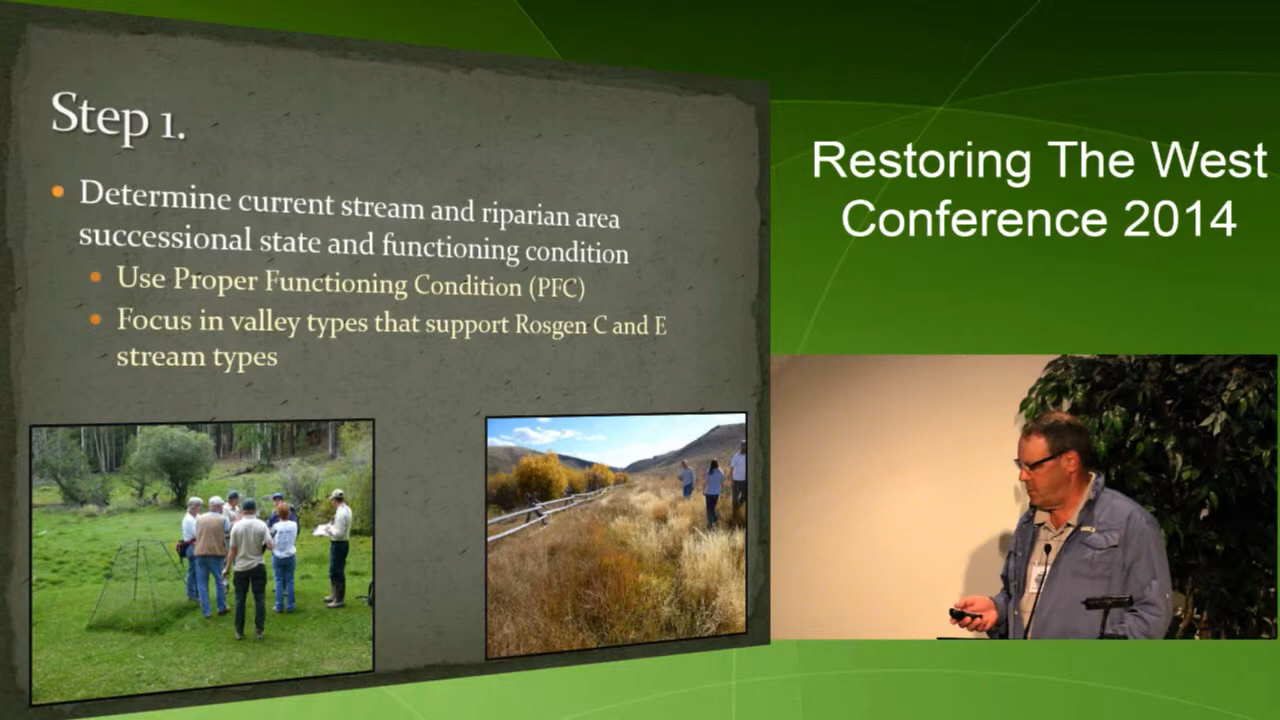 Step 1.
Determine current stream and riparian area
successional state and functioning condition
Use Proper Functioning Condition (PFC)
Focus in valley types that support Rosgen C and E
stream types
Restoring The West
Conference 2014